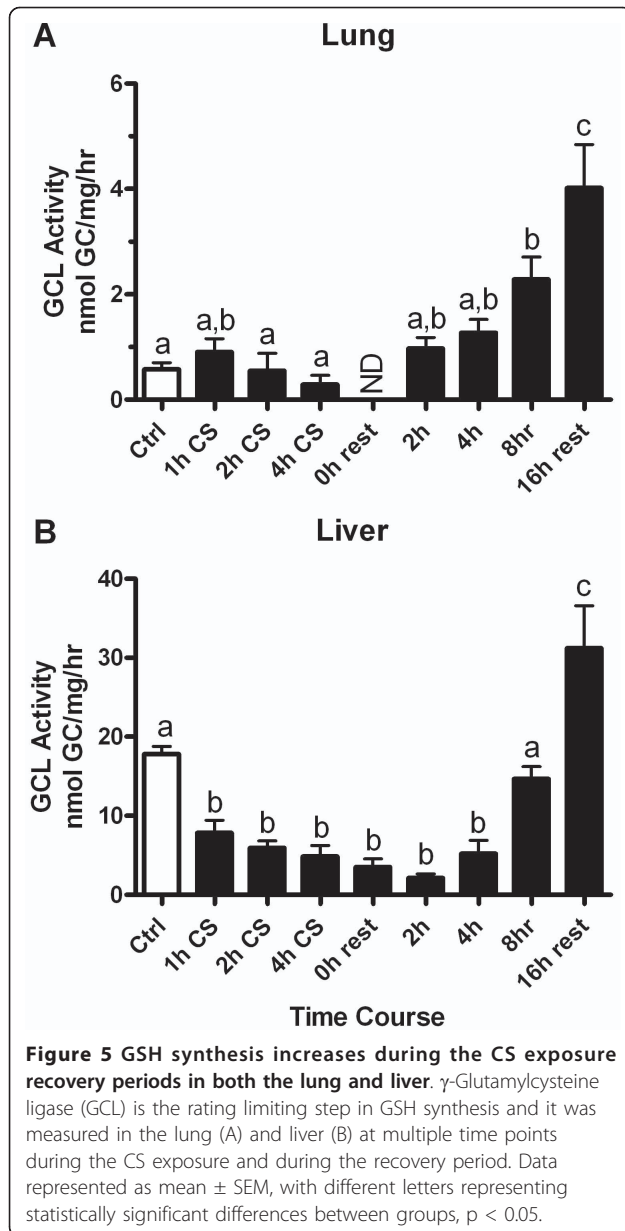 A
Lung
GCL Activity
nmol GC/mg/hr
6
4
2
0
a
a,b
a
a
ND
a,b
a,b
b
c
Ctrl
1h CS
2h CS
4h CS
0h rest
2h
4h
8hr
16h rest
B
Liver
GCL Activity
nmol GC/mg/hr
40
30
20
10
0
a
b
b
b
b
b
b
a
c
Ctrl
1h CS
2h CS
4h CS
0h rest
2h
4h
8hr
16h rest
Time Course
Figure 5 GSH synthesis increases during the CS exposure
recovery periods in both the lung and liver. γ-Glutamylcysteine
ligase (GCL) is the rating limiting step in GSH synthesis and it was
measured in the lung (A) and liver (B) at multiple time points
during the CS exposure and during the recovery period. Data
represented as mean ± SEM, with different letters representing
statistically significant differences between groups, p < 0.05.